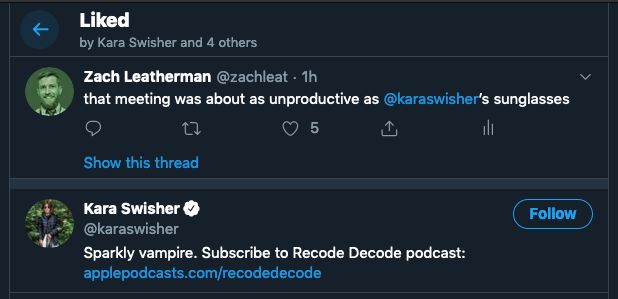 Liked
by Kara Swisher and 4 others
Zach Leatherman @zachleat · 1h
that meeting was about as unproductive as @karaswisher's sunglasses
5
Show this thread
Kara Swisher
Follow
@karaswisher
Sparkly vampire. Subscribe to Recode Decode podcast:
applepodcasts.com/recodedecode